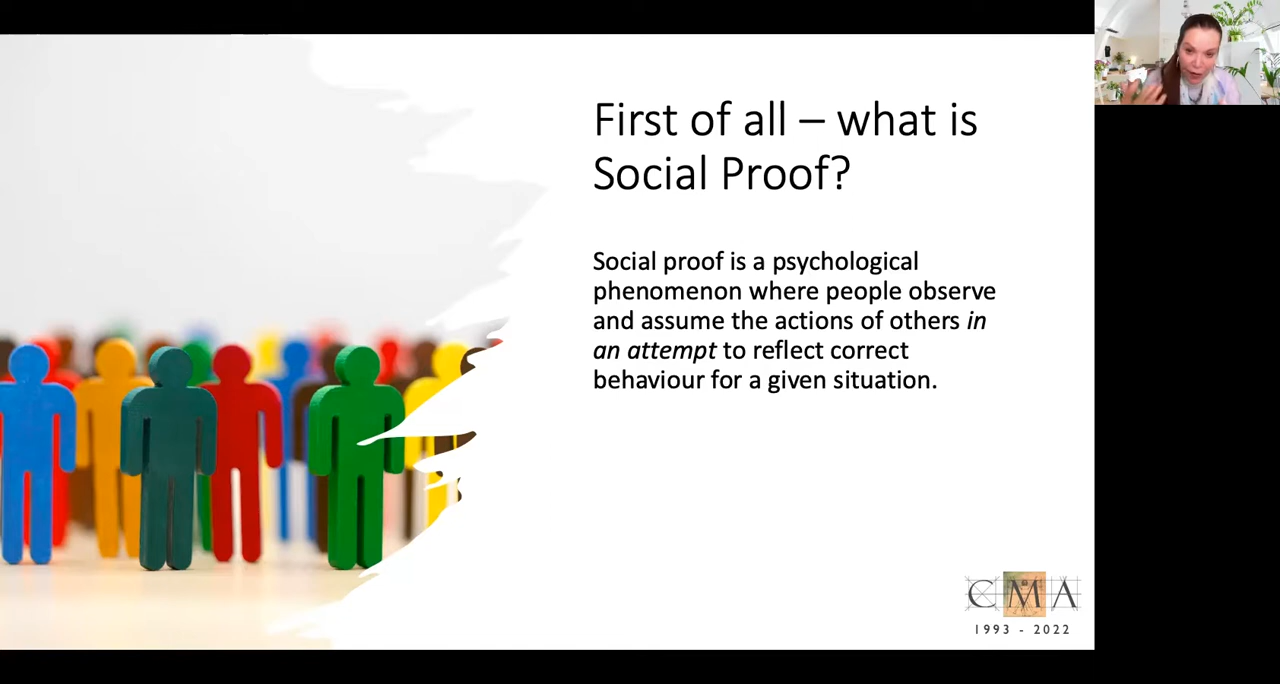 First of all – what is
Social Proof?
Social proof is a psychological
phenomenon where people observe
and assume the actions of others in
an attempt to reflect correct
behaviour for a given situation.
CMA
1993 - 2022